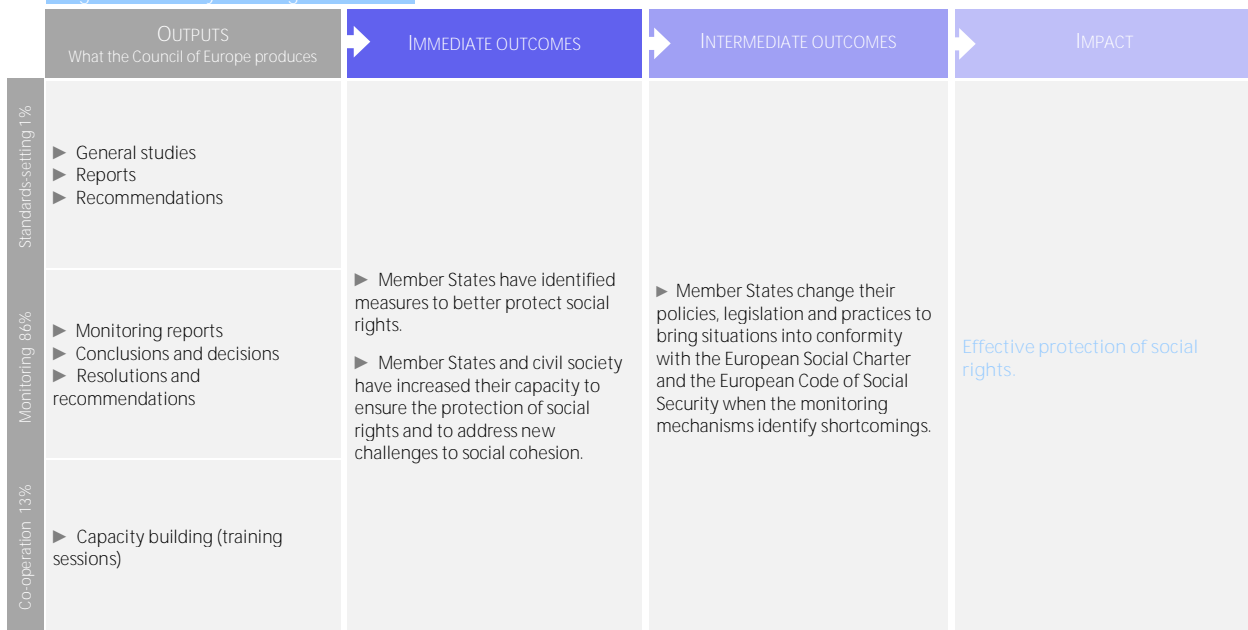 OUTPUTS
What the Council of Europe produces
IMMEDIATE OUTCOMES
INTERMEDIATE OUTCOMES
IMPACT
Standards-setting 1%
► General studies
► Reports
► Recommendations
Monitoring 86%
► Monitoring reports
► Conclusions and decisions
► Resolutions and
recommendations
Co-operation 13%
► Capacity building (training
sessions)
► Member States have identified
measures to better protect social
rights.
► Member States and civil society
have increased their capacity to
ensure the protection of social
rights and to address new
challenges to social cohesion.
► Member States change their
policies, legislation and practices to
bring situations into conformity
with the European Social Charter
and the European Code of Social
Security when the monitoring
mechanisms identify shortcomings.
Effective protection of social
rights.